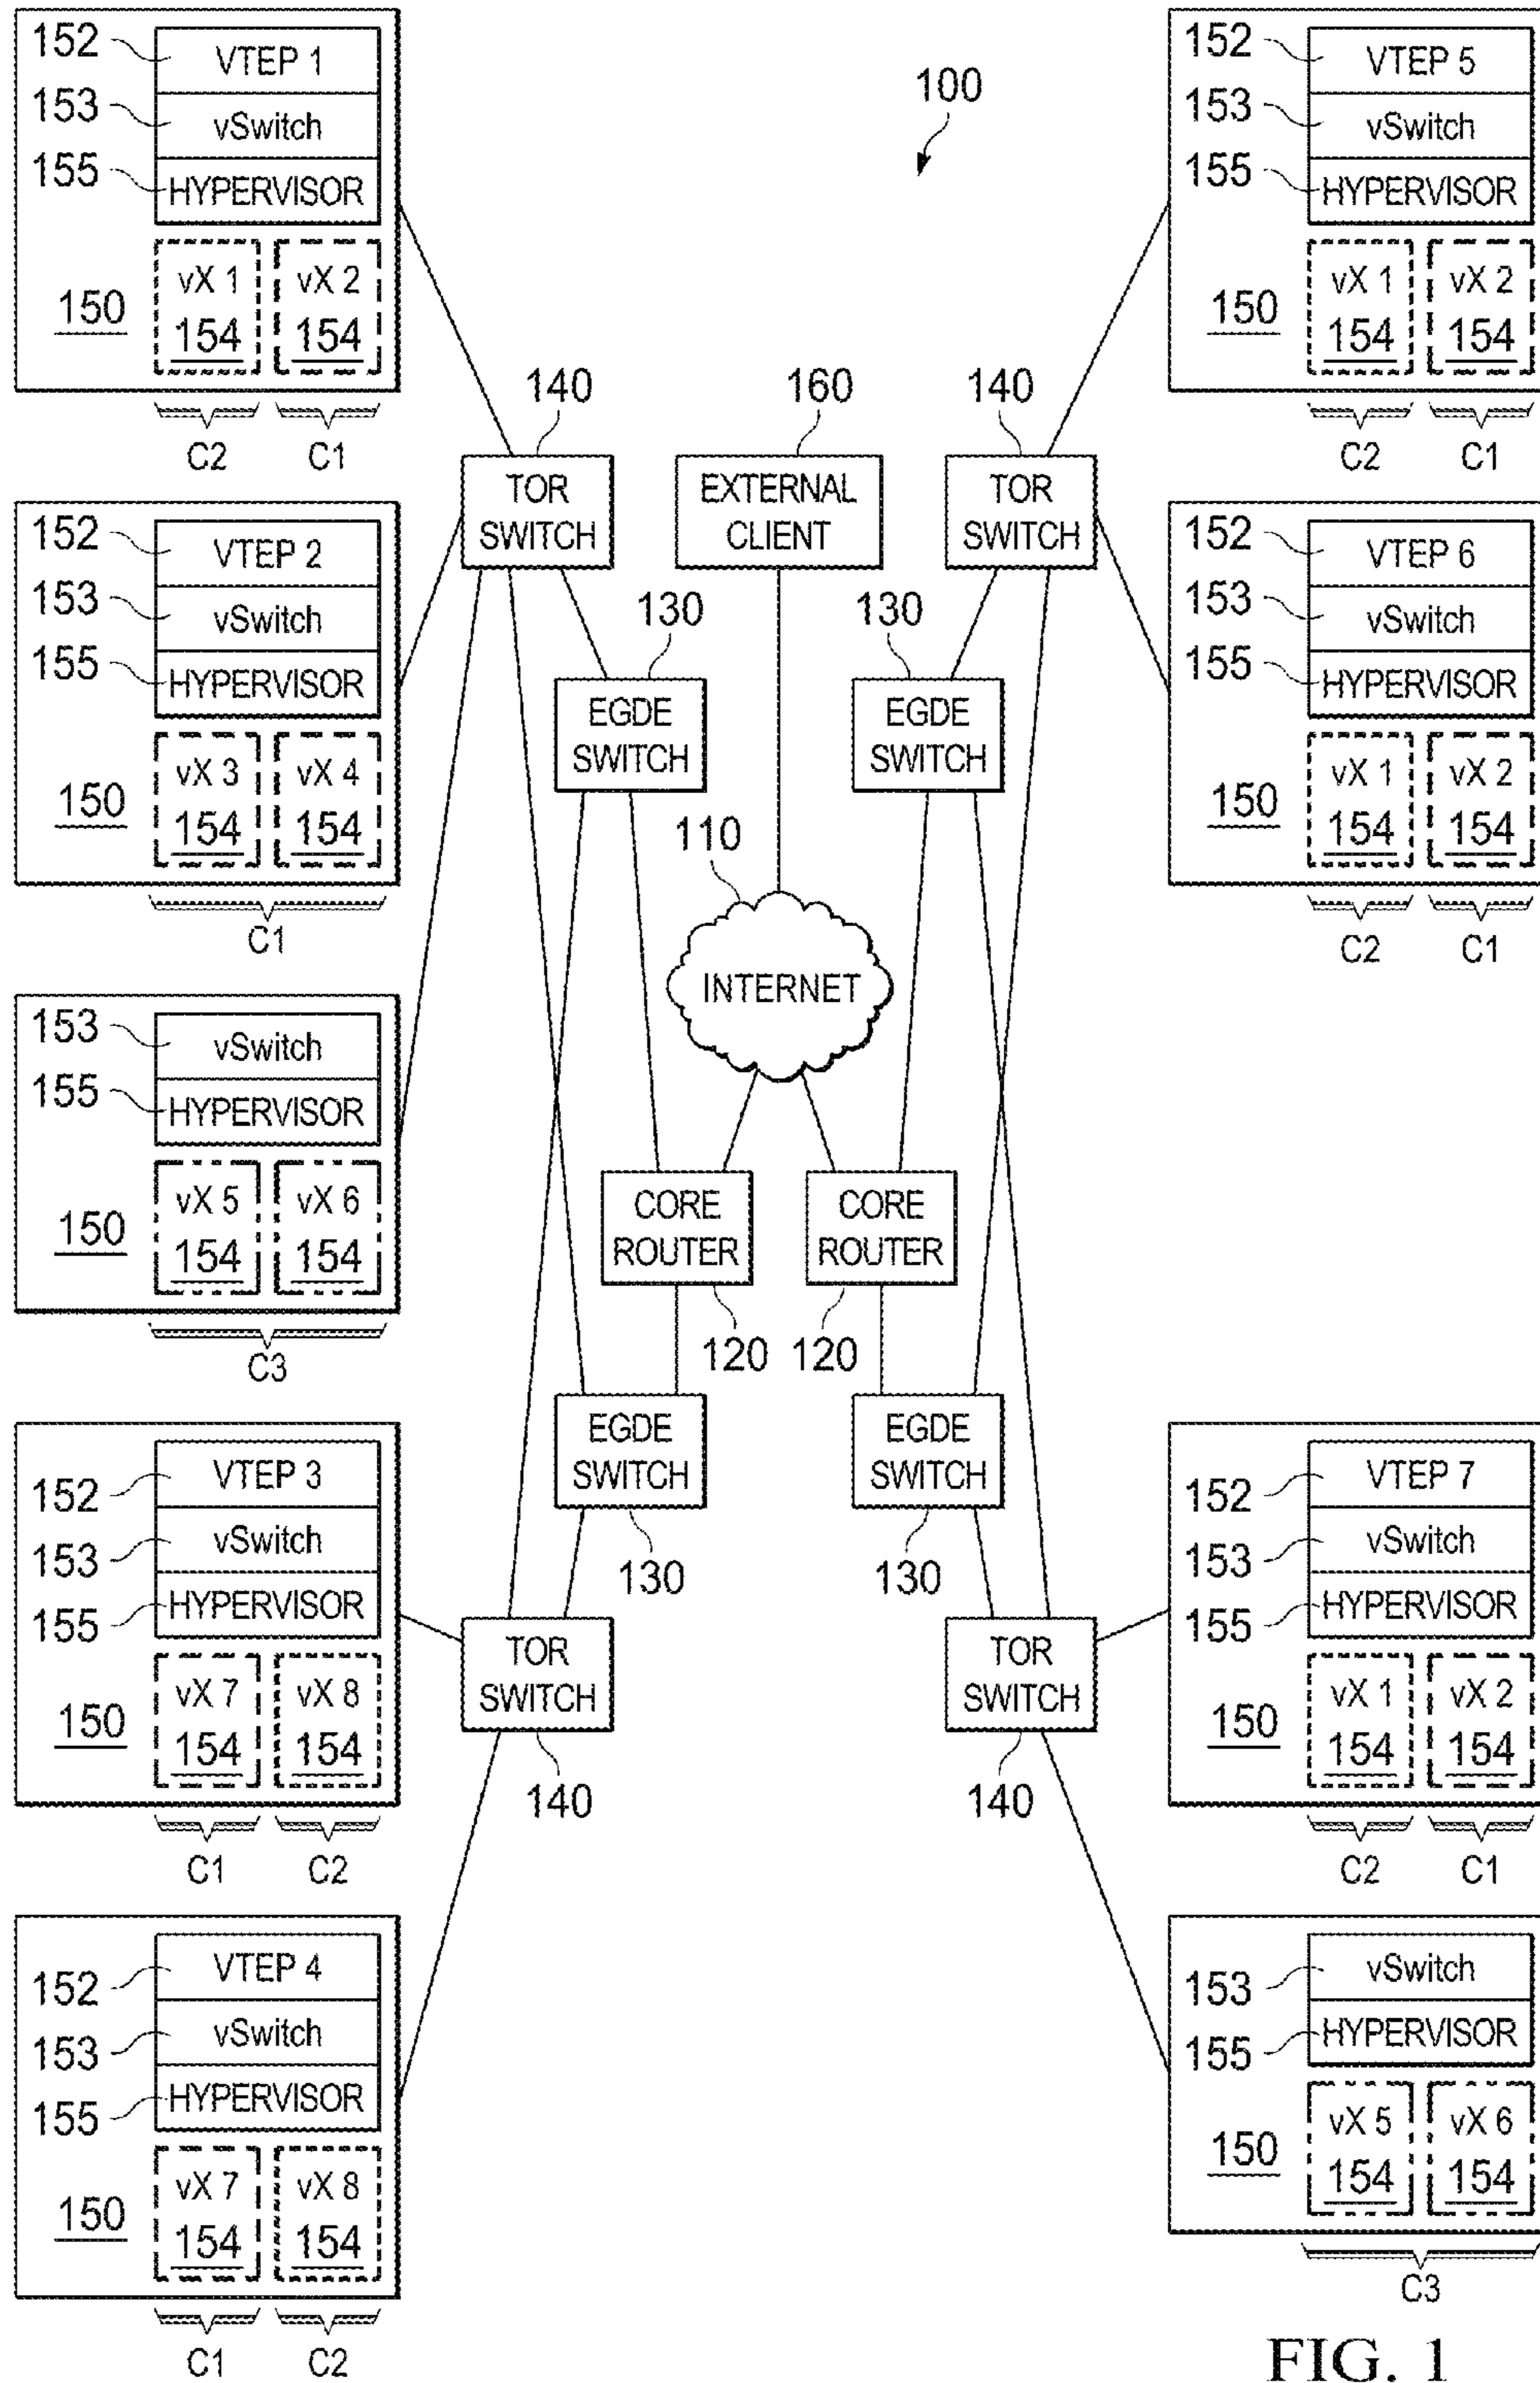 100
152
VTEP 1
153
vSwitch
155
HYPERVISOR
150
vX 1
154
vX 2
154
C2
C1
152
VTEP 2
153
vSwitch
155
HYPERVISOR
150
vX 3
154
vX 4
154
C1
153
vSwitch
155
HYPERVISOR
150
vX 5
154
vX 6
154
C3
152
VTEP 3
153
vSwitch
155
HYPERVISOR
150
vX 7
154
vX 8
154
C1
C2
152
VTEP 4
153
vSwitch
155
HYPERVISOR
150
vX 7
154
vX 8
154
C1
C2
140
TOR
SWITCH
160
EXTERNAL
CLIENT
140
TOR
SWITCH
130
EGDE
SWITCH
130
EGDE
SWITCH
110
INTERNET
CORE
ROUTER
120
CORE
ROUTER
120
EGDE
SWITCH
130
EGDE
SWITCH
130
TOR
SWITCH
140
TOR
SWITCH
140
152
VTEP 5
153
vSwitch
155
HYPERVISOR
150
vX 1
154
vX 2
154
C2
C1
152
VTEP 6
153
vSwitch
155
HYPERVISOR
150
vX 1
154
vX 2
154
C2
C1
152
VTEP 7
153
vSwitch
155
HYPERVISOR
150
vX 1
154
vX 2
154
C2
C1
153
vSwitch
155
HYPERVISOR
150
vX 5
154
vX 6
154
C3
FIG. 1